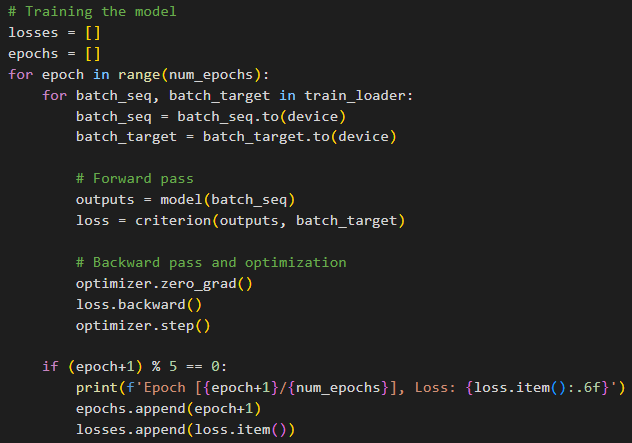 # Training the model
losses = []
epochs = []
for epoch in range(num_epochs):
    for batch_seq, batch_target in train_loader:
        batch_seq = batch_seq.to(device)
        batch_target = batch_target.to(device)

        # Forward pass
        outputs = model(batch_seq)
        loss = criterion(outputs, batch_target)

        # Backward pass and optimization
        optimizer.zero_grad()
        loss.backward()
        optimizer.step()

    if (epoch+1) % 5 == 0:
        print(f'Epoch [{epoch+1}/{num_epochs}], Loss: {loss.item():.6f}')
        epochs.append(epoch+1)
        losses.append(loss.item())